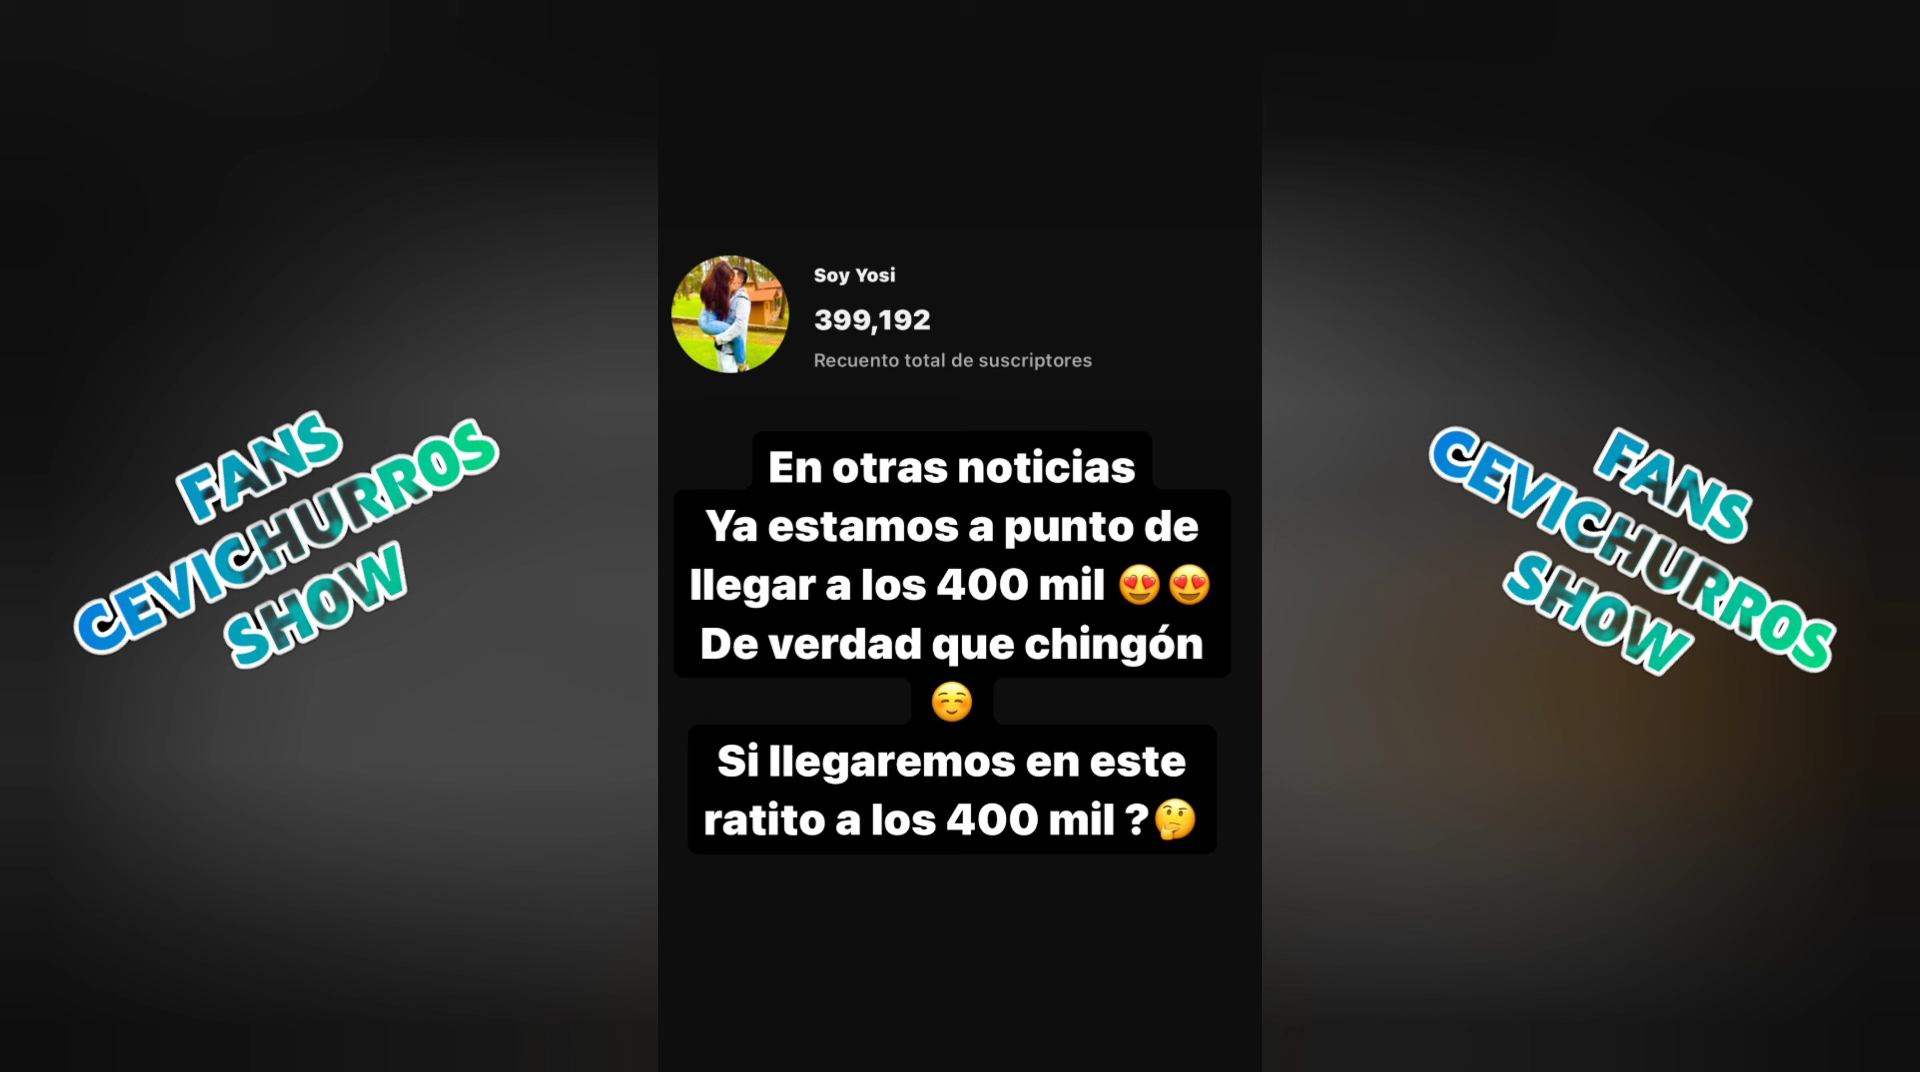 Soy Yosi
399,192
Recuento total de suscriptores
FANS
CEVICHURROS
SHOW
En otras noticias
Ya estamos a punto de
llegar a los 400 mil 😍😍
De verdad que chingón
☺️
Si llegaremos en este
ratito a los 400 mil ?🤔
FANS
CEVICHURROS
SHOW